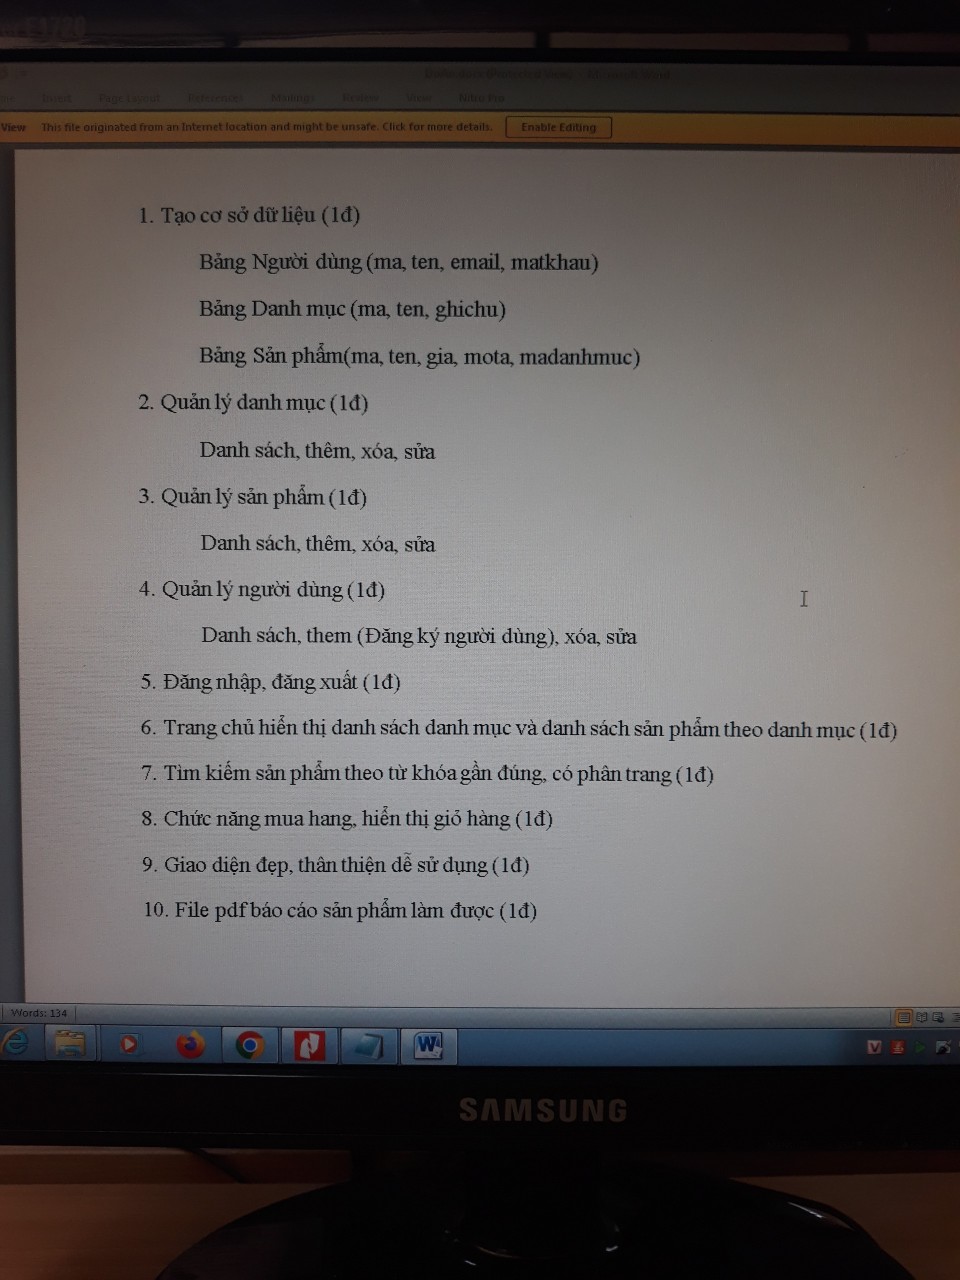 Insert Page Layout References Mailings Review View Nitro Pro
View This file originated from an Internet location and might be unsafe. Click for more details. Enable Editing
1. Tạo cơ sở dữ liệu (1đ)
Bảng Người dùng (ma, ten, email, matkhau)
Bảng Danh mục (ma, ten, ghichu)
Bảng Sản phẩm(ma, ten, gia, mota, madanhmuc)
2. Quản lý danh mục (1đ)
Danh sách, thêm, xóa, sửa
3. Quản lý sản phẩm (1đ)
Danh sách, thêm, xóa, sửa
4. Quản lý người dùng (1đ)
Danh sách, them (Đăng ký người dùng), xóa, sửa
5. Đăng nhập, đăng xuất (1đ)
6. Trang chủ hiển thị danh sách danh mục và danh sách sản phẩm theo danh mục (1đ)
7. Tìm kiếm sản phẩm theo từ khóa gần đúng, có phân trang (1đ)
8. Chức năng mua hang, hiển thị giỏ hàng (1đ)
9. Giao diện đẹp, thân thiện dễ sử dụng (1đ)
10. File pdf báo cáo sản phẩm làm được (1đ)
Words: 134
SAMSUNG